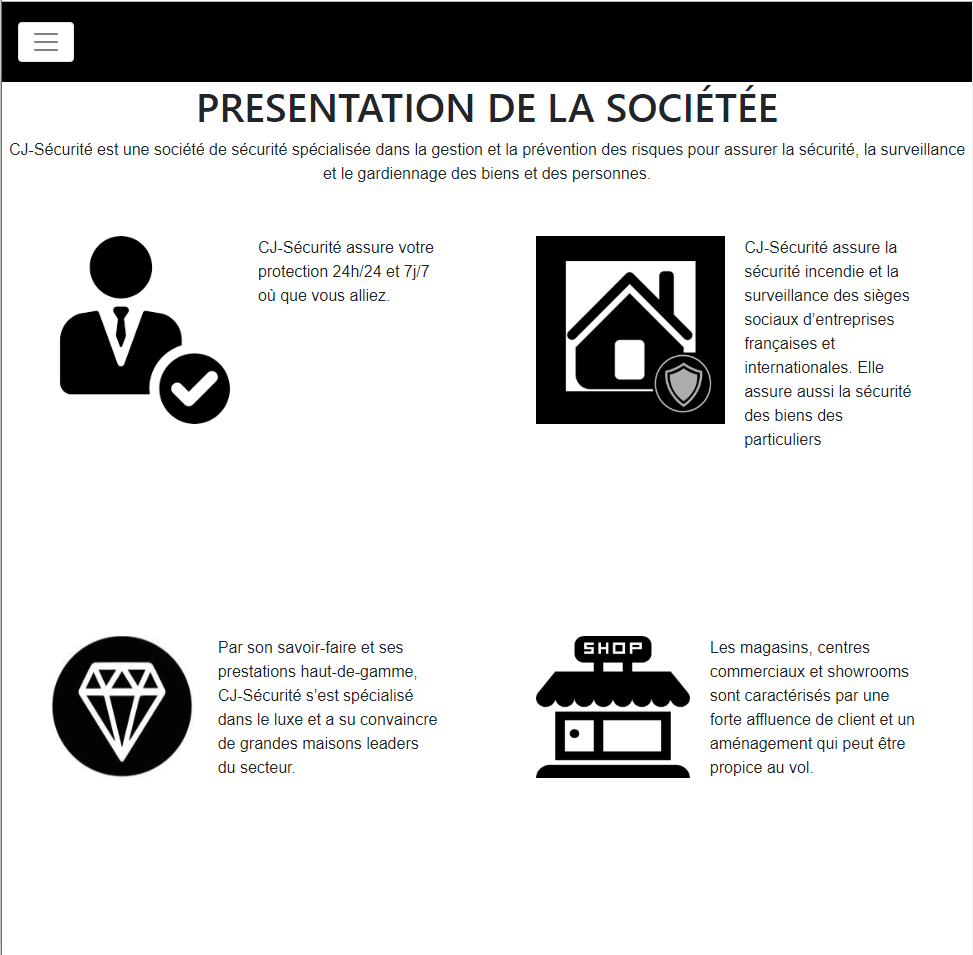 PRESENTATION DE LA SOCIÉTÉE
CJ-Sécurité est une société de sécurité spécialisée dans la gestion et la prévention des risques pour assurer la sécurité, la surveillance
et le gardiennage des biens et des personnes.
CJ-Sécurité assure votre
protection 24h/24 et 7j/7
où que vous alliez.
CJ-Sécurité assure la
sécurité incendie et la
surveillance des sièges
sociaux d’entreprises
françaises et
internationales. Elle
assure aussi la sécurité
des biens des
particuliers
Par son savoir-faire et ses
prestations haut-de-gamme,
CJ-Sécurité s’est spécialisé
dans le luxe et a su convaincre
de grandes maisons leaders
du secteur.
SHOP
Les magasins, centres
commerciaux et showrooms
sont caractérisés par une
forte affluence de client et un
aménagement qui peut être
propice au vol.